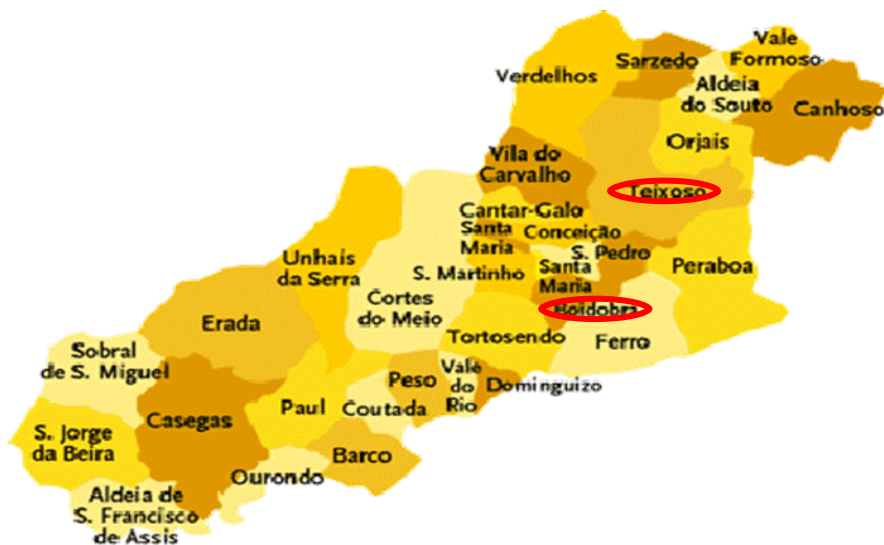 Vale
Formoso
Sarzedo
Verdelhos
Aldeia
do Souto
Canhoso
Orjais
Vila do
Carvalho
Teixoso
Cantar-Galo
Santa
Maria
Conceição
S. Pedro
Unhais
da Serra
S. Martinho
Santa
Maria
Peraboa
Cortes
do Meio
Boidobra
Erada
Tortosendo
Ferro
Sobral
de S. Miguel
Peso
Vale
do
Rio
Dominguizo
Casegas
Paul
Coutada
S. Jorge
da Beira
Barco
Ourondo
Aldeia de
S. Francisco
de Assis